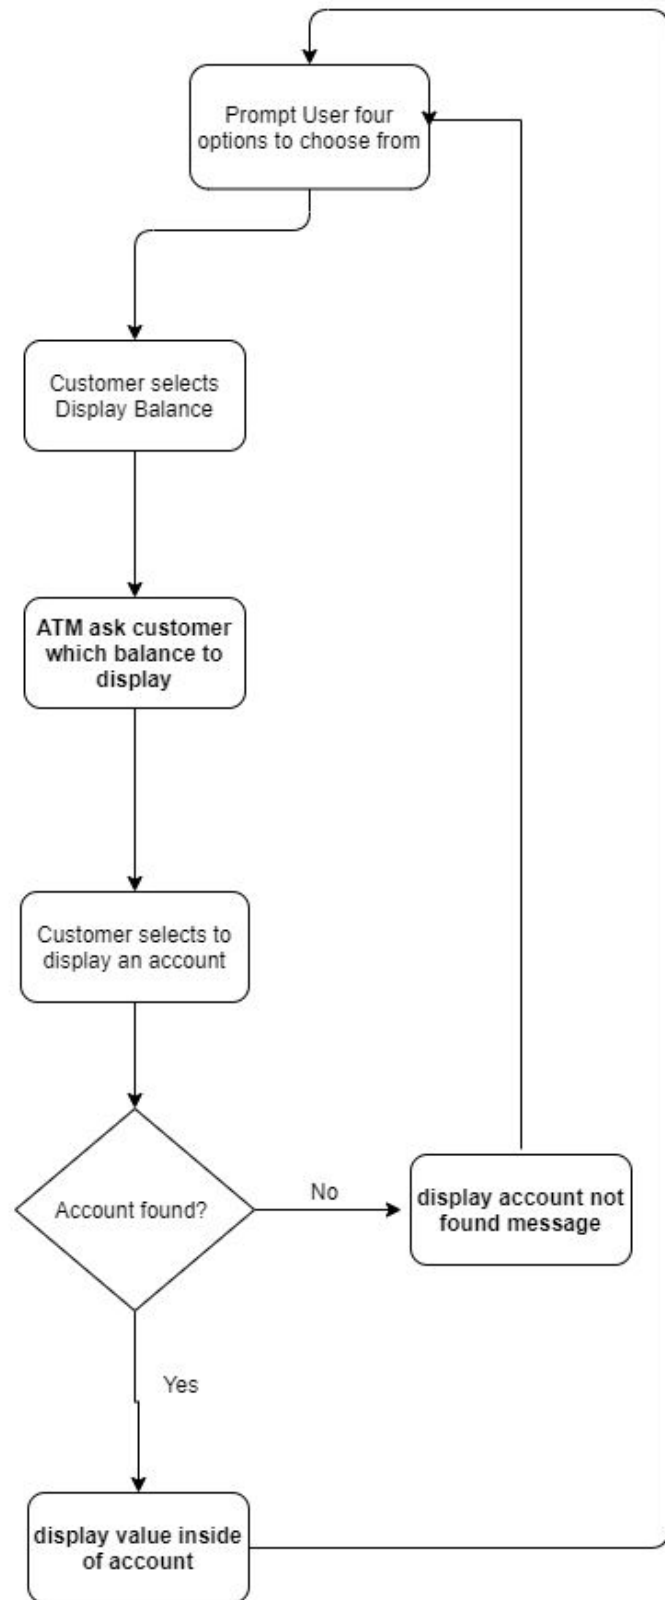 Prompt User four
options to choose from
Customer selects
Display Balance
ATM ask customer
which balance to
display
Customer selects to
display an account
Account found?
No
display account not
found message
Yes
display value inside
of account